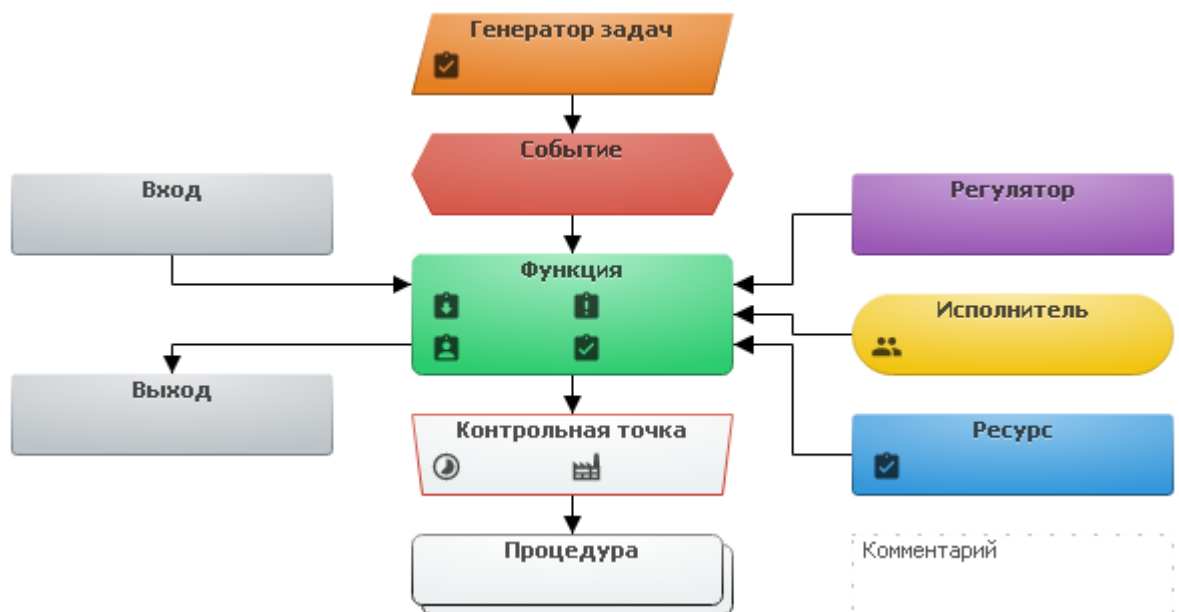 Генератор задач
Событие
Вход
Регулятор
Функция
Исполнитель
Выход
Контрольная точка
Ресурс
Процедура
Комментарий